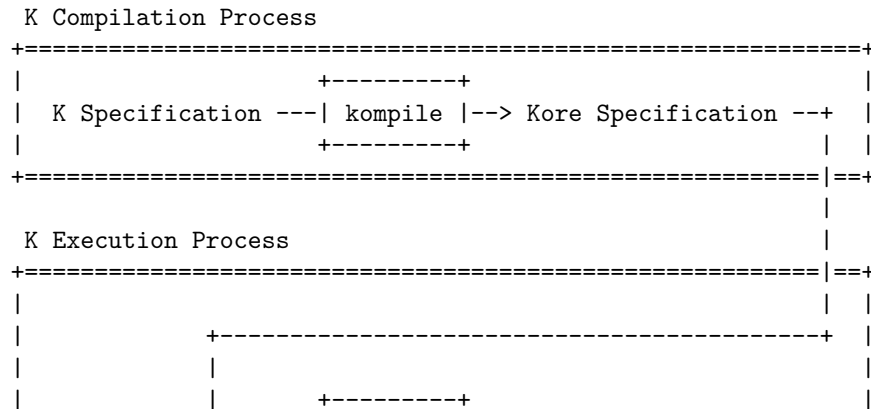 K Compilation Process
+===========================================================+
|                     +---------+                            |
|  K Specification ---| kompile |--> Kore Specification --+  |
|                     +---------+                         |  |
+=========================================================|==+
                                                          |
K Execution Process                                       |
+=========================================================|==+
|                                                         |  |
|             +-------------------------------------------+  |
|             |                                              |
|             |       +---------+                            |